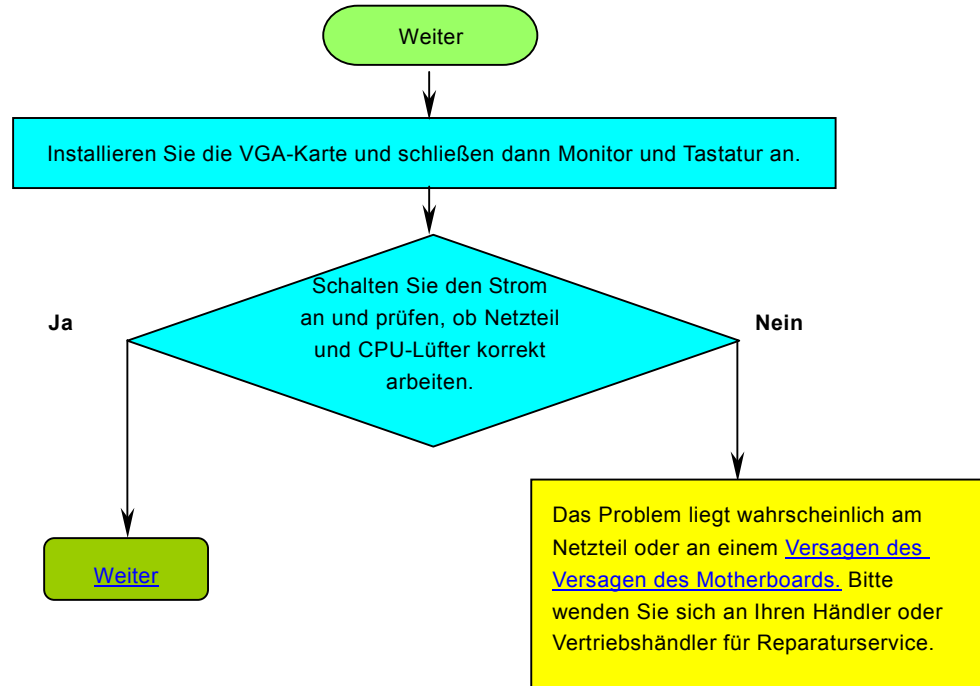 Weiter
Installieren Sie die VGA-Karte und schließen dann Monitor und Tastatur an.
Schalten Sie den Strom
an und prüfen, ob Netzteil
und CPU-Lüfter korrekt
arbeiten.
Ja
Nein
Weiter
Das Problem liegt wahrscheinlich am
Netzteil oder an einem Versagen des
Versagen des Motherboards. Bitte
wenden Sie sich an Ihren Händler oder
Vertriebshändler für Reparaturservice.